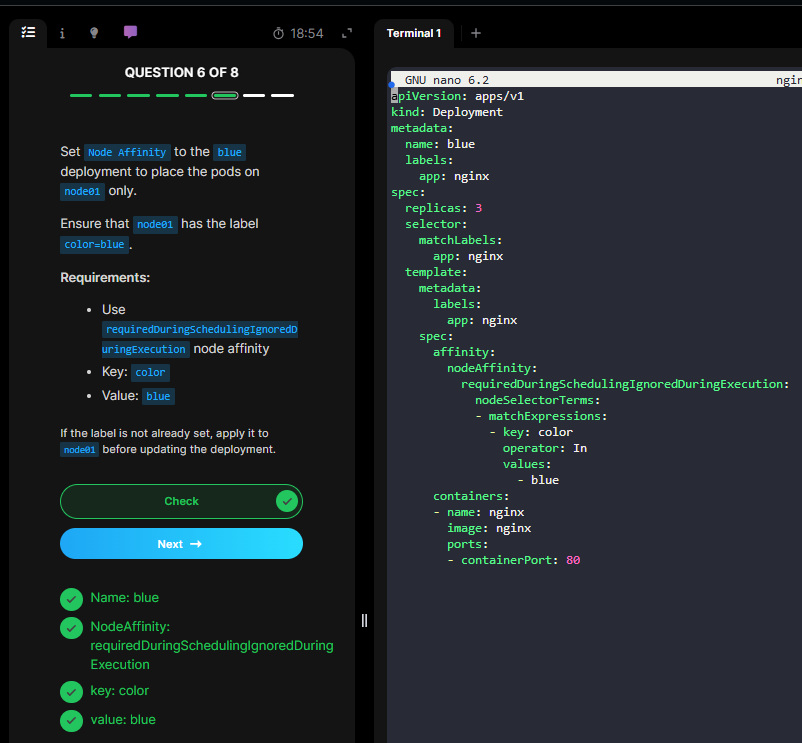 18:54
Terminal 1
+
QUESTION 6 OF 8
Set Node Affinity to the blue
deployment to place the pods on
node01 only.
Ensure that node01 has the label
color=blue.
Requirements:
• Use
requiredDuringSchedulingIgnoredD
uringExecution node affinity
• Key: color
• Value: blue
If the label is not already set, apply it to
node01 before updating the deployment.
Check
Next →
Name: blue
NodeAffinity:
requiredDuringSchedulingIgnoredDuring
Execution
key: color
value: blue
GNU nano 6.2 ngin
apiVersion: apps/v1
kind: Deployment
metadata:
  name: blue
  labels:
    app: nginx
spec:
  replicas: 3
  selector:
    matchLabels:
      app: nginx
  template:
    metadata:
      labels:
        app: nginx
    spec:
      affinity:
        nodeAffinity:
          requiredDuringSchedulingIgnoredDuringExecution:
            nodeSelectorTerms:
            - matchExpressions:
              - key: color
                operator: In
                values:
                  - blue
      containers:
      - name: nginx
        image: nginx
        ports:
        - containerPort: 80